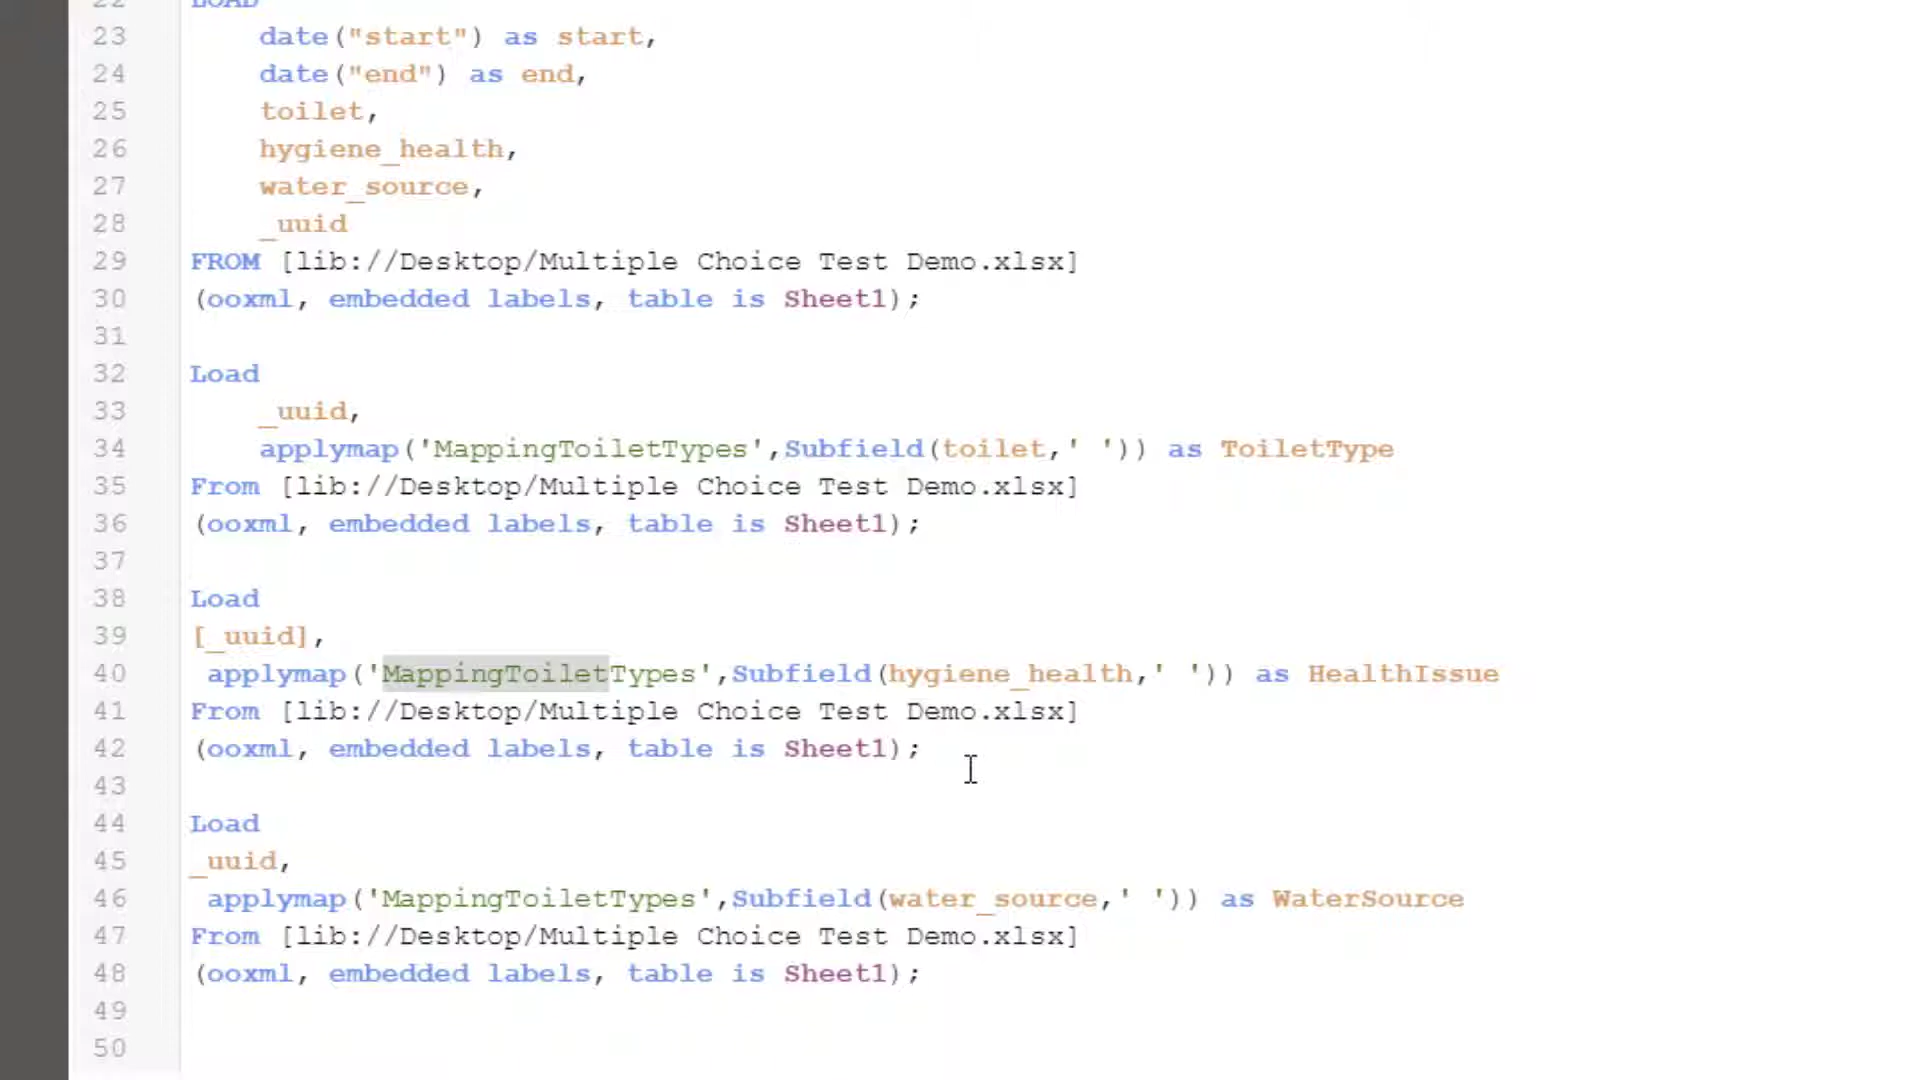 22 LOAD
23 date("start") as start,
24 date("end") as end,
25 toilet,
26 hygiene_health,
27 water_source,
28 _uuid
29 FROM [lib://Desktop/Multiple Choice Test Demo.xlsx]
30 (ooxml, embedded labels, table is Sheet1);
31
32 Load
33 _uuid,
34 applymap('MappingToiletTypes',Subfield(toilet,' ')) as ToiletType
35 From [lib://Desktop/Multiple Choice Test Demo.xlsx]
36 (ooxml, embedded labels, table is Sheet1);
37
38 Load
39 [_uuid],
40 applymap('MappingToiletTypes',Subfield(hygiene_health,' ')) as HealthIssue
41 From [lib://Desktop/Multiple Choice Test Demo.xlsx]
42 (ooxml, embedded labels, table is Sheet1);
43
44 Load
45 _uuid,
46 applymap('MappingToiletTypes',Subfield(water_source,' ')) as WaterSource
47 From [lib://Desktop/Multiple Choice Test Demo.xlsx]
48 (ooxml, embedded labels, table is Sheet1);
49
50